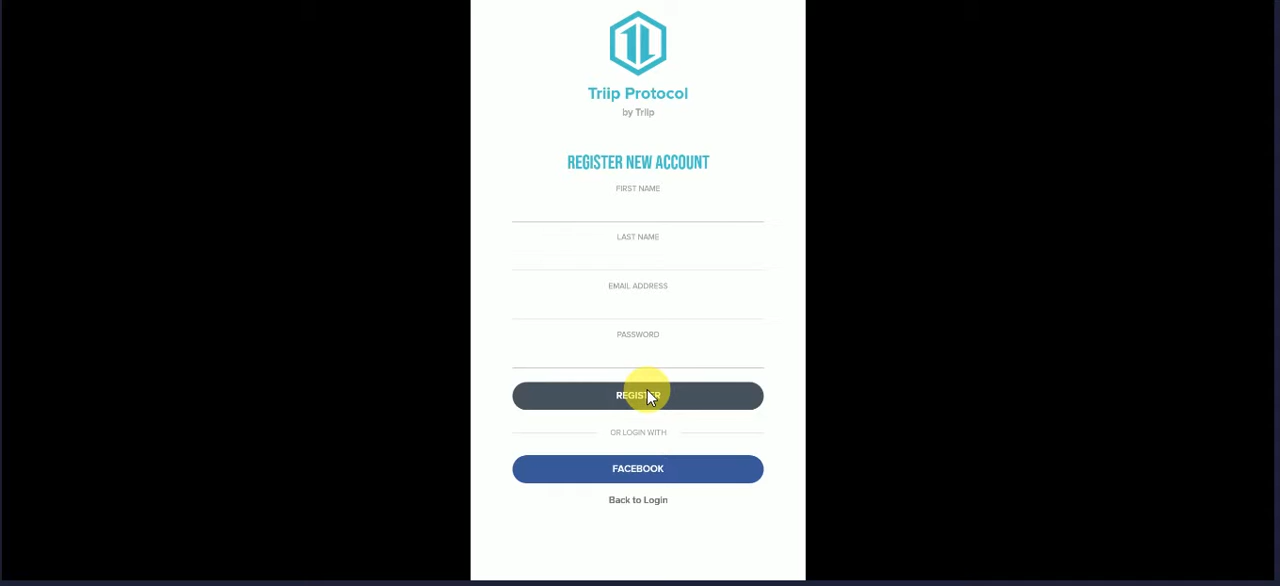 Triip Protocol
by Triip
REGISTER NEW ACCOUNT
FIRST NAME
LAST NAME
EMAIL ADDRESS
PASSWORD
REGISTER
OR LOGIN WITH
FACEBOOK
Back to Login